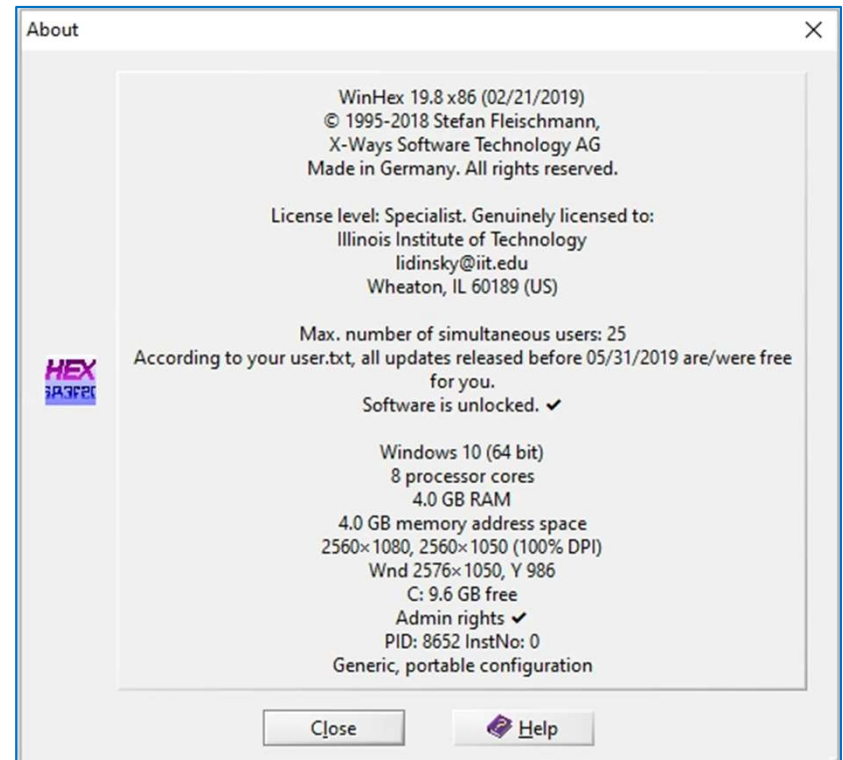 About
WinHex 19.8 x86 (02/21/2019)
© 1995-2018 Stefan Fleischmann,
X-Ways Software Technology AG
Made in Germany. All rights reserved.
License level: Specialist. Genuinely licensed to:
Illinois Institute of Technology
lidinsky@iit.edu
Wheaton, IL 60189 (US)
Max. number of simultaneous users: 25
According to your user.txt, all updates released before 05/31/2019 are/were free
for you.
Software is unlocked. ✔
HEX
Windows 10 (64 bit)
8 processor cores
4.0 GB RAM
4.0 GB memory address space
2560×1080, 2560×1050 (100% DPI)
Wnd 2576×1050, Y 986
C: 9.6 GB free
Admin rights ✔
PID: 8652 InstNo: 0
Generic, portable configuration
Close
Help